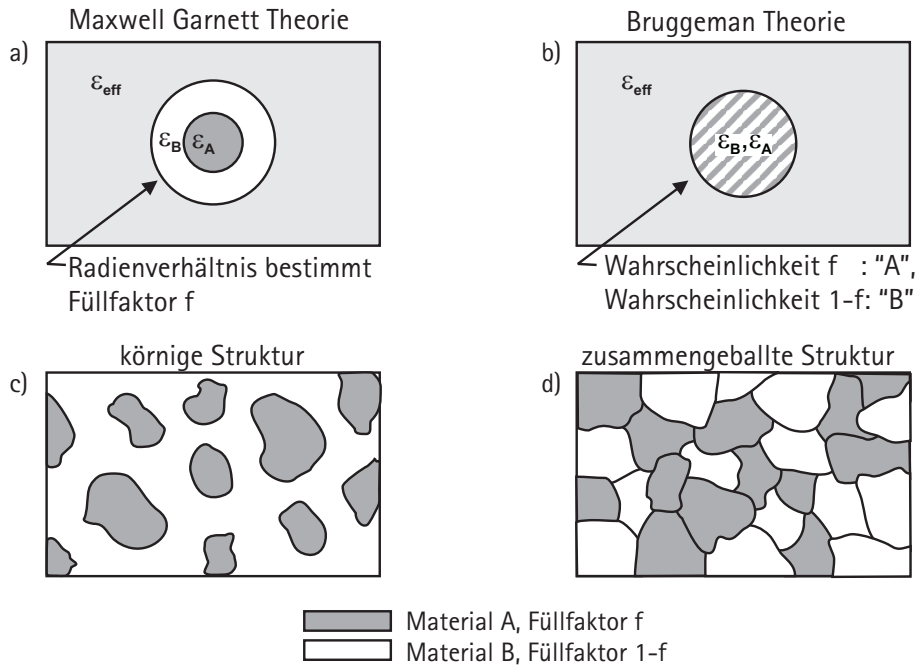 Maxwell Garnett Theorie
a)
εeff
εB εA
Radienverhältnis bestimmt
Füllfaktor f
Bruggeman Theorie
b)
εeff
εB,εA
Wahrscheinlichkeit f : “A”,
Wahrscheinlichkeit 1-f: “B”
körnige Struktur
c)
zusammengeballte Struktur
d)
Material A, Füllfaktor f
Material B, Füllfaktor 1-f